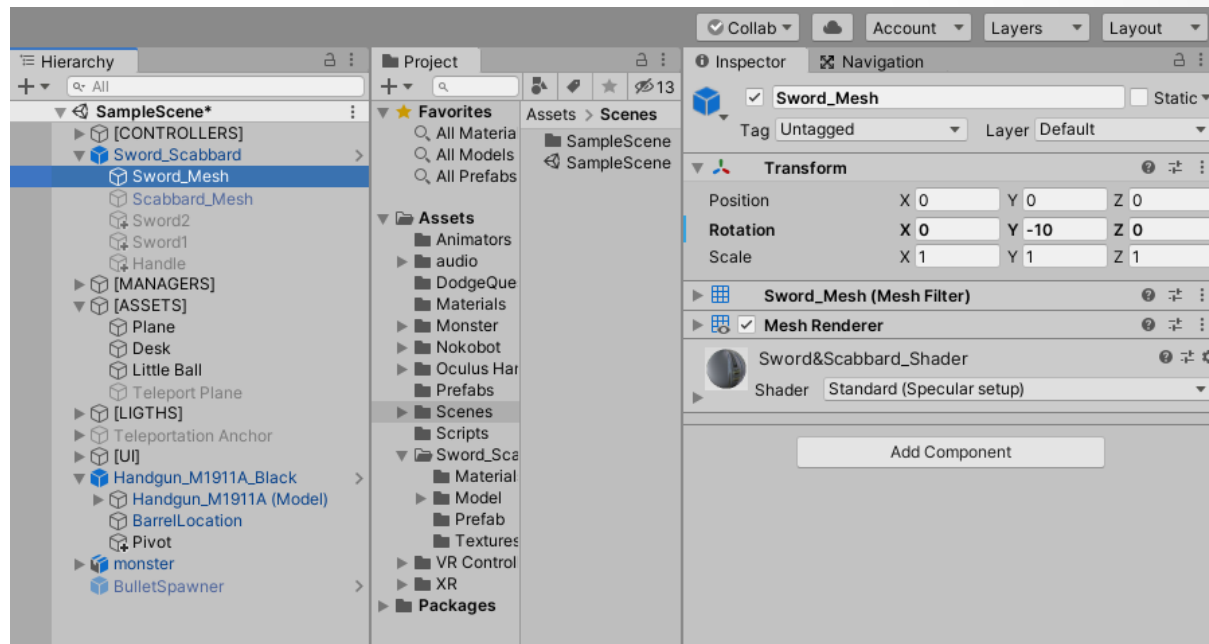 Collab
Account
Layers
Layout
Hierarchy
All
SampleScene*
[CONTROLLERS]
Sword_Scabbard
Sword_Mesh
Scabbard_Mesh
Sword2
Sword1
Handle
[MANAGERS]
[ASSETS]
Plane
Desk
Little Ball
Teleport Plane
[LIGTHS]
Teleportation Anchor
[UI]
Handgun_M1911A_Black
Handgun_M1911A (Model)
BarrelLocation
Pivot
monster
BulletSpawner
Project
13
Favorites
All Materia
All Models
All Prefabs
Assets
Animators
audio
DodgeQue
Materials
Monster
Nokobot
Oculus Har
Prefabs
Scenes
Scripts
Sword_Sca
Material
Model
Prefab
Textures
VR Control
XR
Packages
Assets > Scenes
SampleScene
SampleScene
Inspector
Navigation
Sword_Mesh
Static
Tag Untagged Layer Default
Transform
Position X 0 Y 0 Z 0
Rotation X 0 Y -10 Z 0
Scale X 1 Y 1 Z 1
Sword_Mesh (Mesh Filter)
Mesh Renderer
Sword&Scabbard_Shader
Shader Standard (Specular setup)
Add Component